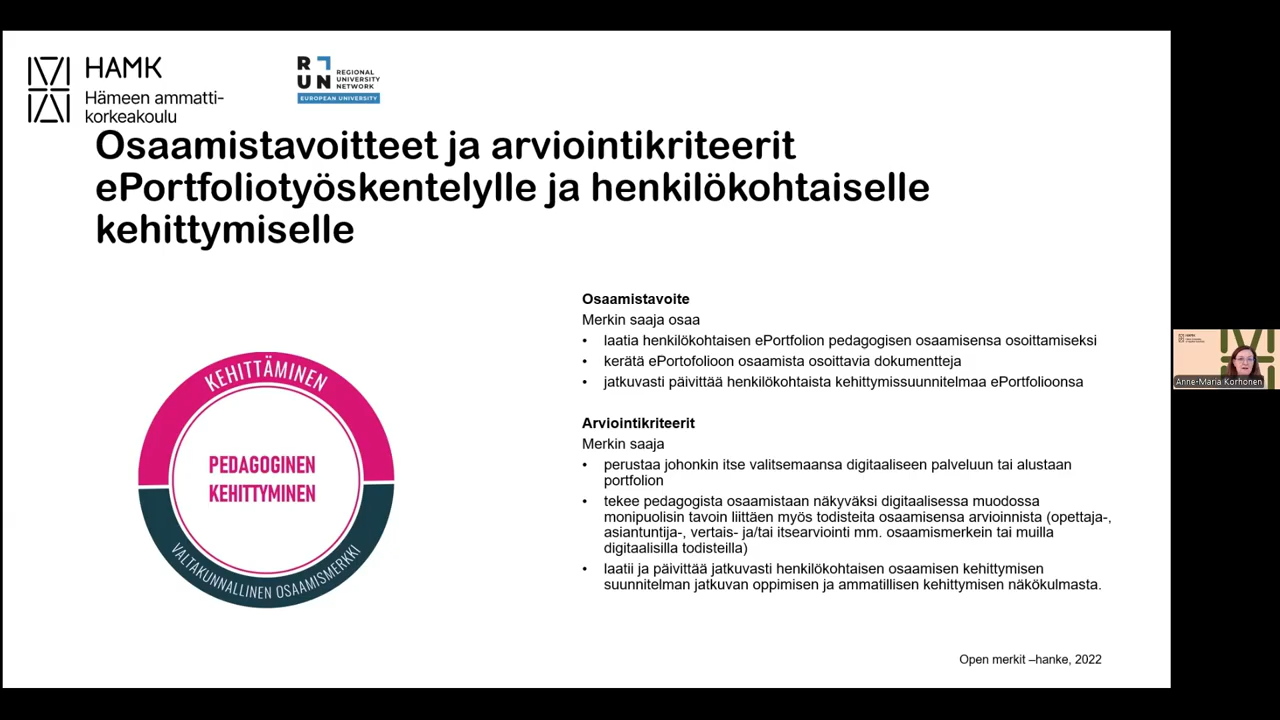 HAMK
Hämeen ammatti-
korkeakoulu
R
UN
REGIONAL
UNIVERSITY
NETWORK
EUROPEAN UNIVERSITY
Osaamistavoitteet ja arviointikriteerit
ePortfoliotyöskentelylle ja henkilökohtaiselle
kehittymiselle
Osaamistavoite
Merkin saaja osaa
• laatia henkilökohtaisen ePortfolion pedagogisen osaamisensa osoittamiseksi
• kerätä ePortofolioon osaamista osoittavia dokumentteja
• jatkuvasti päivittää henkilökohtaista kehittymissuunnitelmaa ePortfolioonsa
Arviointikriteerit
Merkin saaja
• perustaa johonkin itse valitsemaansa digitaaliseen palveluun tai alustaan
portfolion
• tekee pedagogista osaamistaan näkyväksi digitaalisessa muodossa
monipuolisin tavoin liittäen myös todisteita osaamisensa arvioinnista (opettaja-,
asiantuntija-, vertais- ja/tai itsearviointi mm. osaamismerkein tai muilla
digitaalisilla todisteilla)
• laatii ja päivittää jatkuvasti henkilökohtaisen osaamisen kehittymisen
suunnitelman jatkuvan oppimisen ja ammatillisen kehittymisen näkökulmasta.
KEHITTÄMINEN
PEDAGOGINEN
KEHITTYMINEN
VALTAKUNNALLINEN OSAAMISMERKKI
Open merkit –hanke, 2022
HAMK
Anne-Maria Korhonen